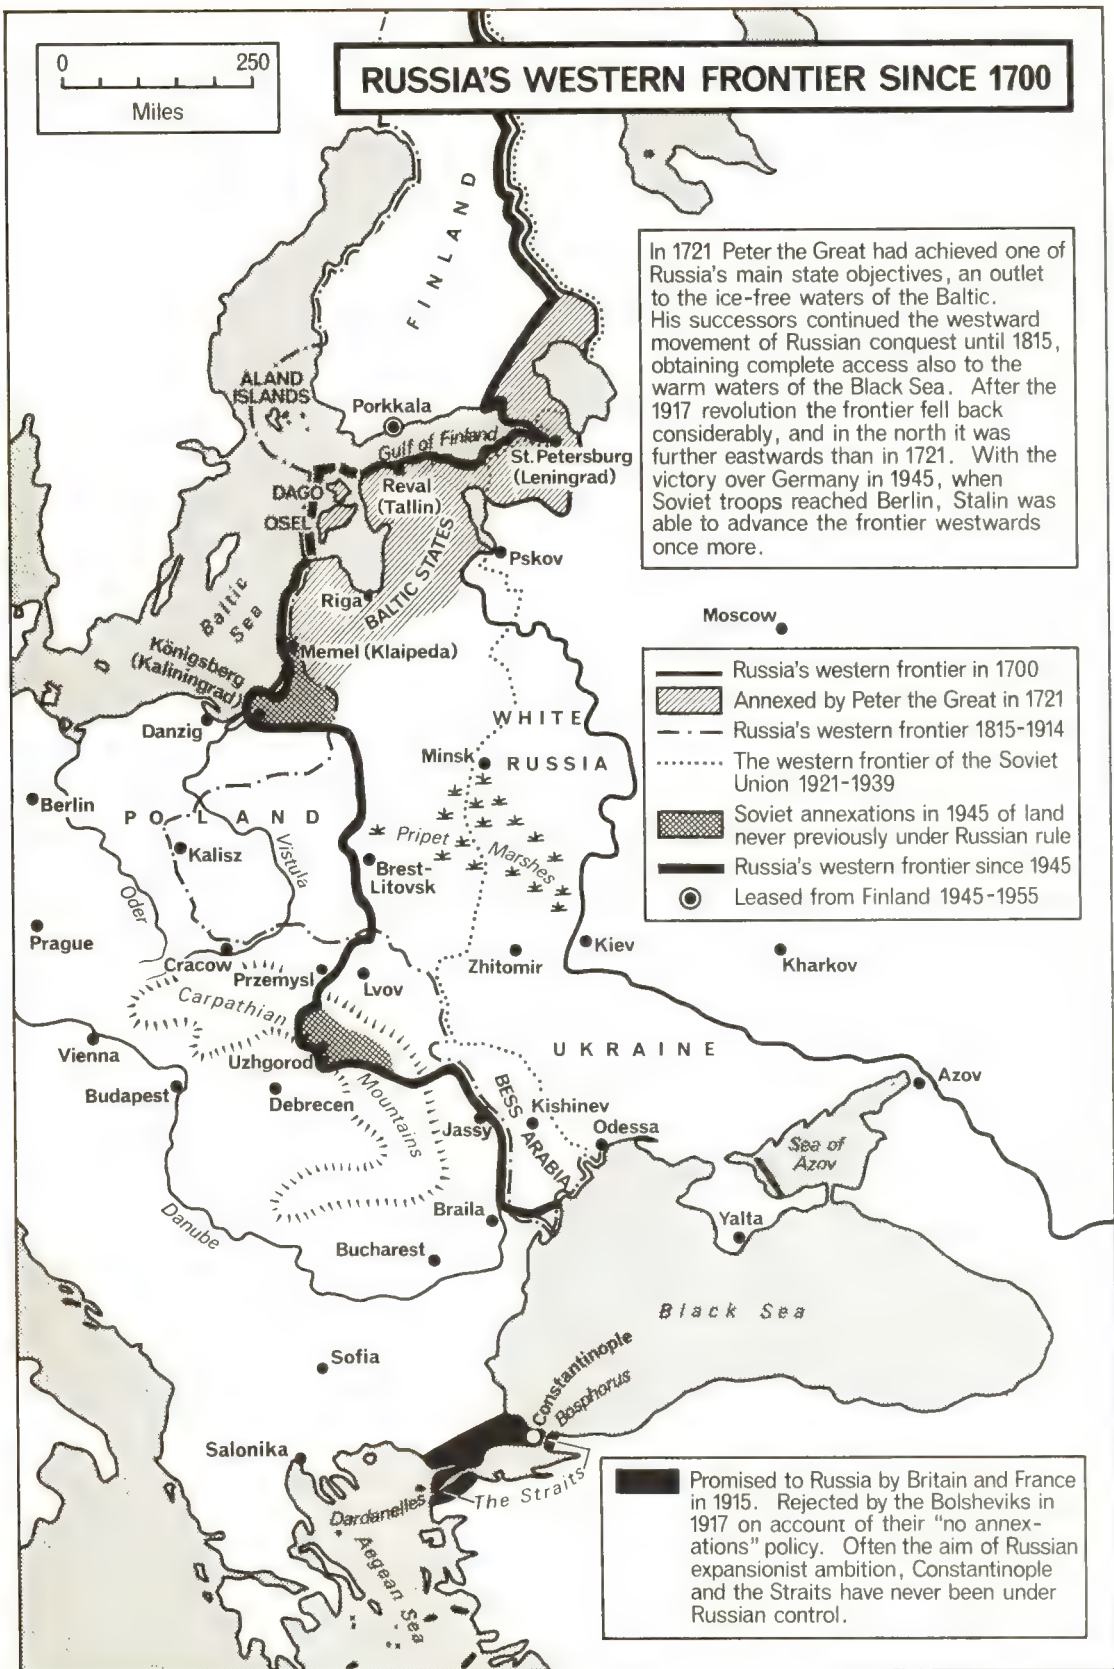 0 250
Miles
RUSSIA'S WESTERN FRONTIER SINCE 1700
FINLAND
In 1721 Peter the Great had achieved one of
Russia's main state objectives, an outlet
to the ice-free waters of the Baltic.
His successors continued the westward
movement of Russian conquest until 1815,
obtaining complete access also to the
warm waters of the Black Sea. After the
1917 revolution the frontier fell back
considerably, and in the north it was
further eastwards than in 1721. With the
victory over Germany in 1945, when
Soviet troops reached Berlin, Stalin was
able to advance the frontier westwards
once more.
ALAND
ISLANDS
Porkkala
Gulf of Finland
St. Petersburg
(Leningrad)
DAGO
Reval
(Tallin)
OSEL
BALTIC STATES
Pskov
Baltic
Sea
Riga
Moscow
Königsberg
(Kaliningrad)
Memel (Klaipeda)
Danzig
WHITE
RUSSIA
Minsk
Russia's western frontier in 1700
Annexed by Peter the Great in 1721
Russia's western frontier 1815-1914
The western frontier of the Soviet
Union 1921-1939
Soviet annexations in 1945 of land
never previously under Russian rule
Russia's western frontier since 1945
Leased from Finland 1945-1955
Berlin
POLAND
Kalisz
Vistula
Pripet
Marshes
Brest-
Litovsk
Oder
Prague
Cracow
Przemysl
Lvov
Zhitomir
Kiev
Kharkov
Carpathian
Mountains
Vienna
Uzhgorod
UKRAINE
Budapest
Debrecen
BESSARABIA
Kishinev
Azov
Jassy
Odessa
Sea of
Azov
Danube
Braila
Yalta
Bucharest
Black Sea
Sofia
Constantinople
Bosphorus
Salonika
The Straits
Dardanelles
Aegean Sea
Promised to Russia by Britain and France
in 1915. Rejected by the Bolsheviks in
1917 on account of their "no annex-
ations" policy. Often the aim of Russian
expansionist ambition, Constantinople
and the Straits have never been under
Russian control.